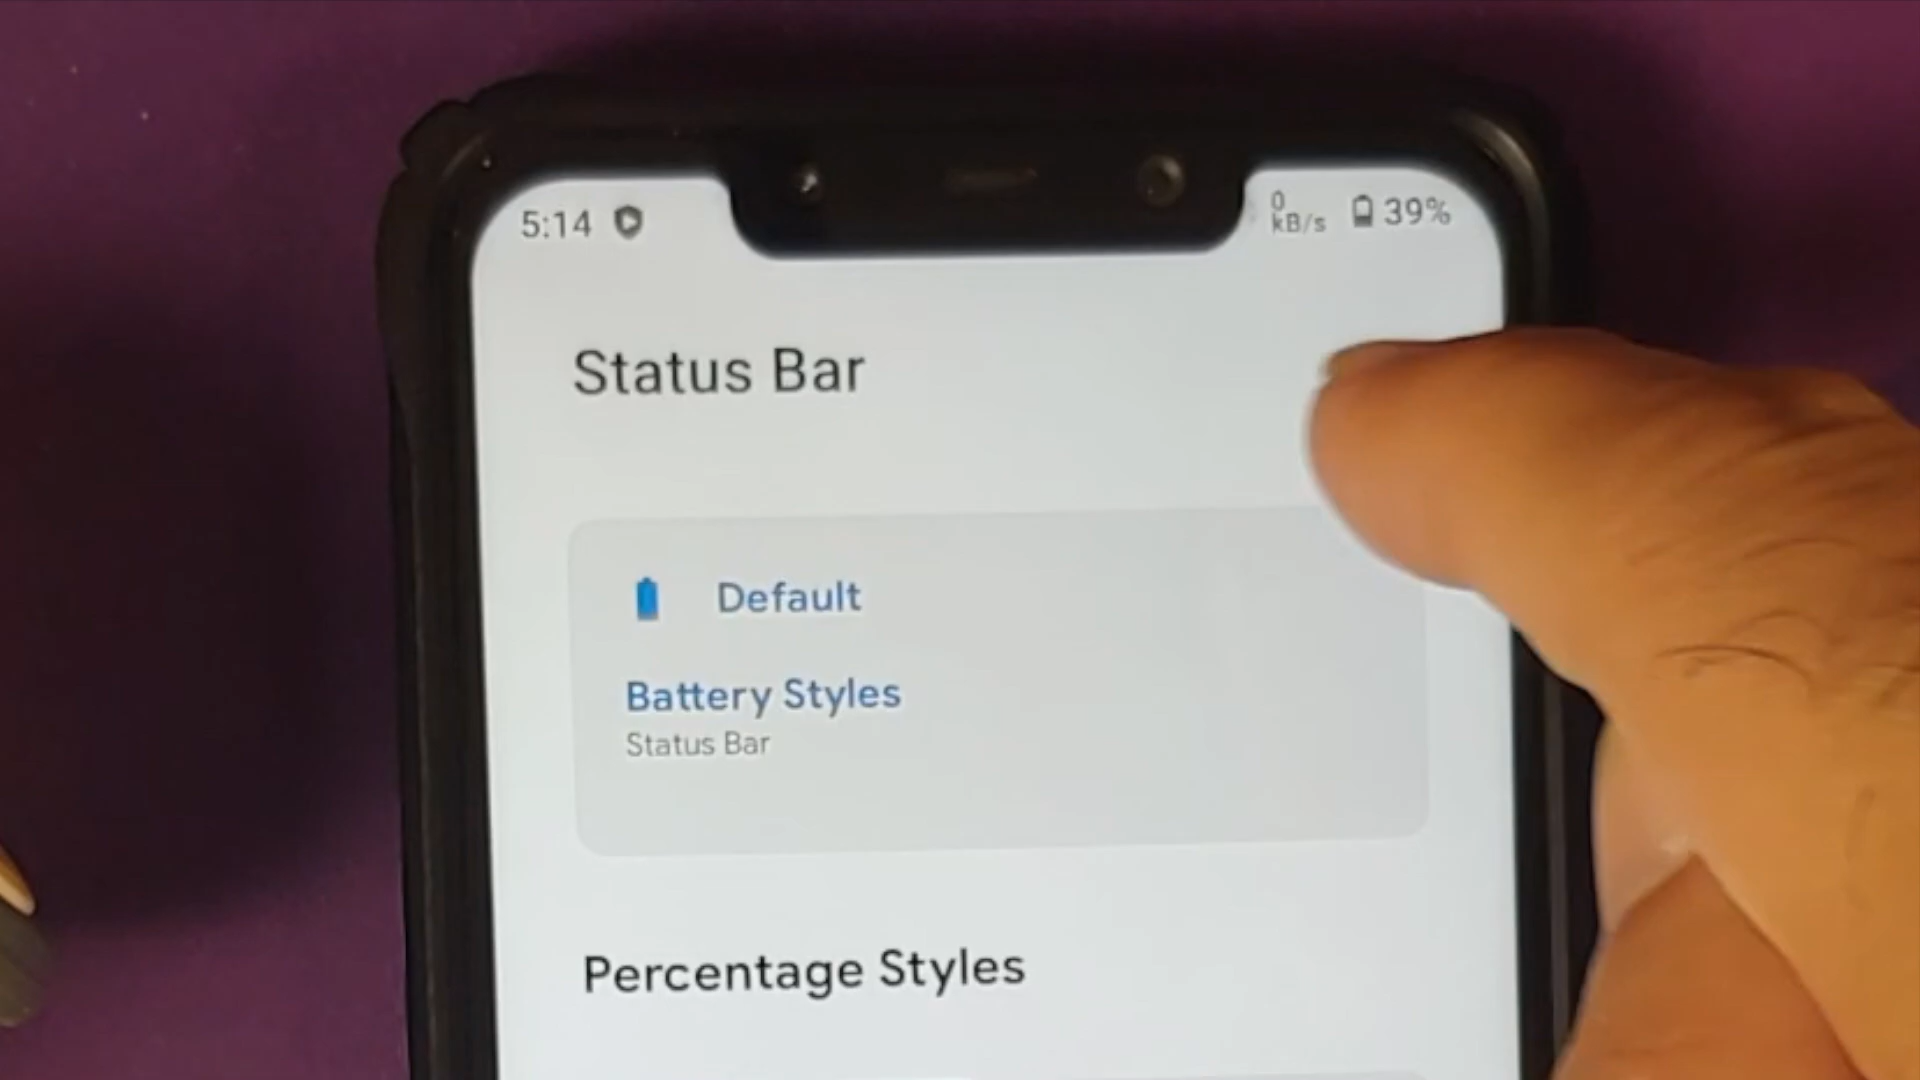 5:14
0
kB/s
39%
Status Bar
Default
Battery Styles
Status Bar
Percentage Styles